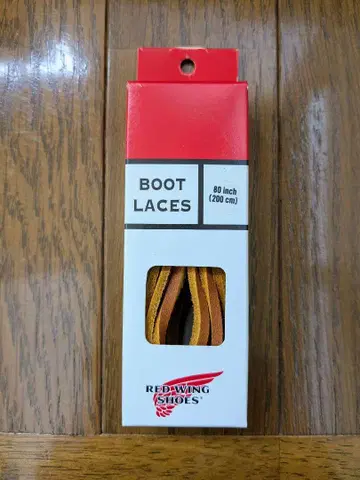 BOOT
LACES
80 inch
(200 cm)
RED WING
SHOES®